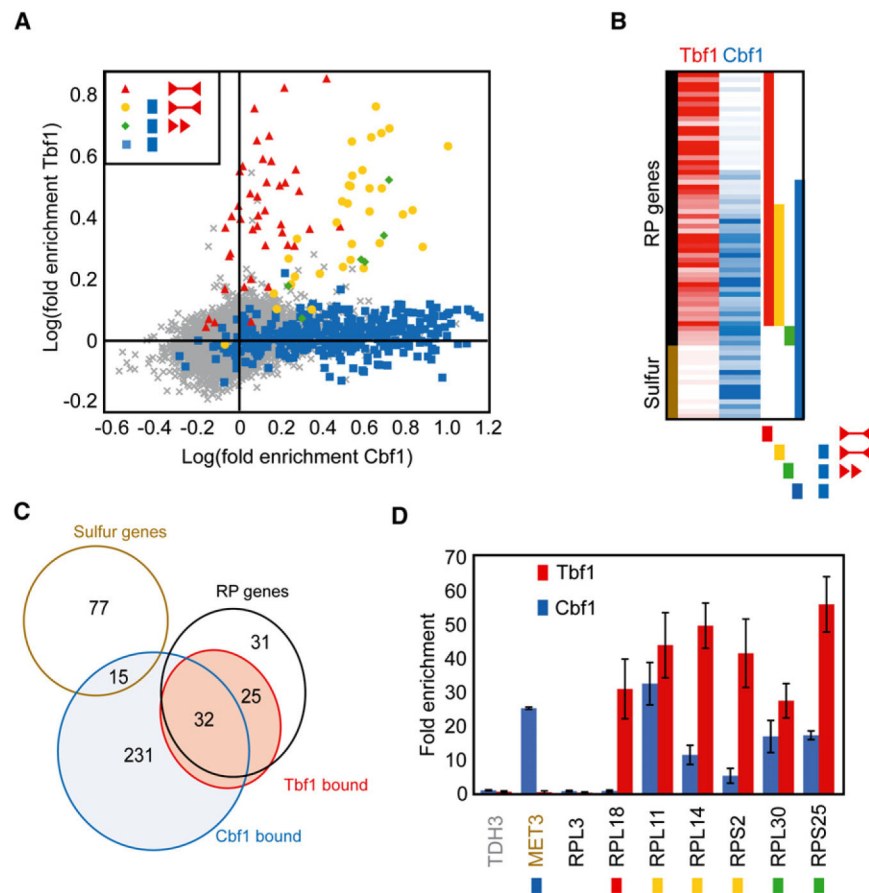 A
Log(fold enrichment Tbf1)
0.8
0.6
0.4
0.2
0
-0.2
-0.6 -0.4 -0.2 0 0.2 0.4 0.6 0.8 1.0 1.2
Log(fold enrichment Cbf1)
B
Tbf1 Cbf1
RP genes
Sulfur
C
Sulfur genes
77
RP genes
31
15
25
32
231
Tbf1 bound
Cbf1 bound
D
Fold enrichment
70
60
50
40
30
20
10
0
Tbf1
Cbf1
TDH3
MET3
RPL3
RPL18
RPL11
RPL14
RPS2
RPL30
RPS25